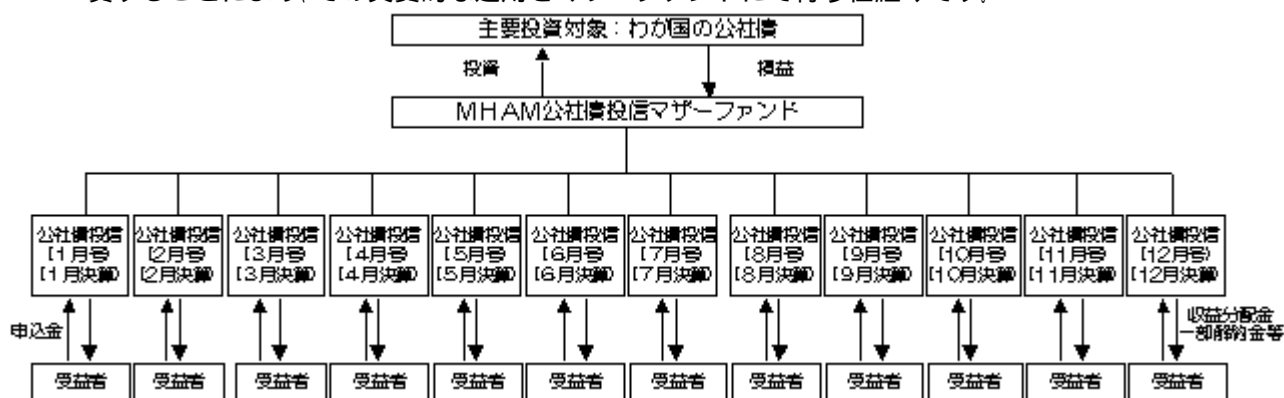 主要投資対象：わが国の公社債
投資
損益
MHAM公社債投信マザーファンド
公社債投信
[1月号]
[1月決算]
公社債投信
[2月号]
[2月決算]
公社債投信
[3月号]
[3月決算]
公社債投信
[4月号]
[4月決算]
公社債投信
[5月号]
[5月決算]
公社債投信
[6月号]
[6月決算]
公社債投信
[7月号]
[7月決算]
公社債投信
[8月号]
[8月決算]
公社債投信
[9月号]
[9月決算]
公社債投信
[10月号]
[10月決算]
公社債投信
[11月号]
[11月決算]
公社債投信
[12月号]
[12月決算]
申込金
収益分配金
一部解約金等
受益者
受益者
受益者
受益者
受益者
受益者
受益者
受益者
受益者
受益者
受益者
受益者